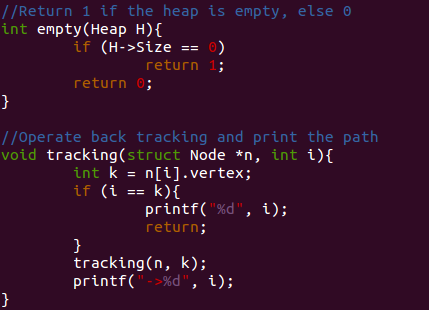 //Return 1 if the heap is empty, else 0
int empty(Heap H){
        if (H->Size == 0)
                return 1;
        return 0;
}

//Operate back tracking and print the path
void tracking(struct Node *n, int i){
        int k = n[i].vertex;
        if (i == k){
                printf("%d", i);
                return;
        }
        tracking(n, k);
        printf("->%d", i);
}